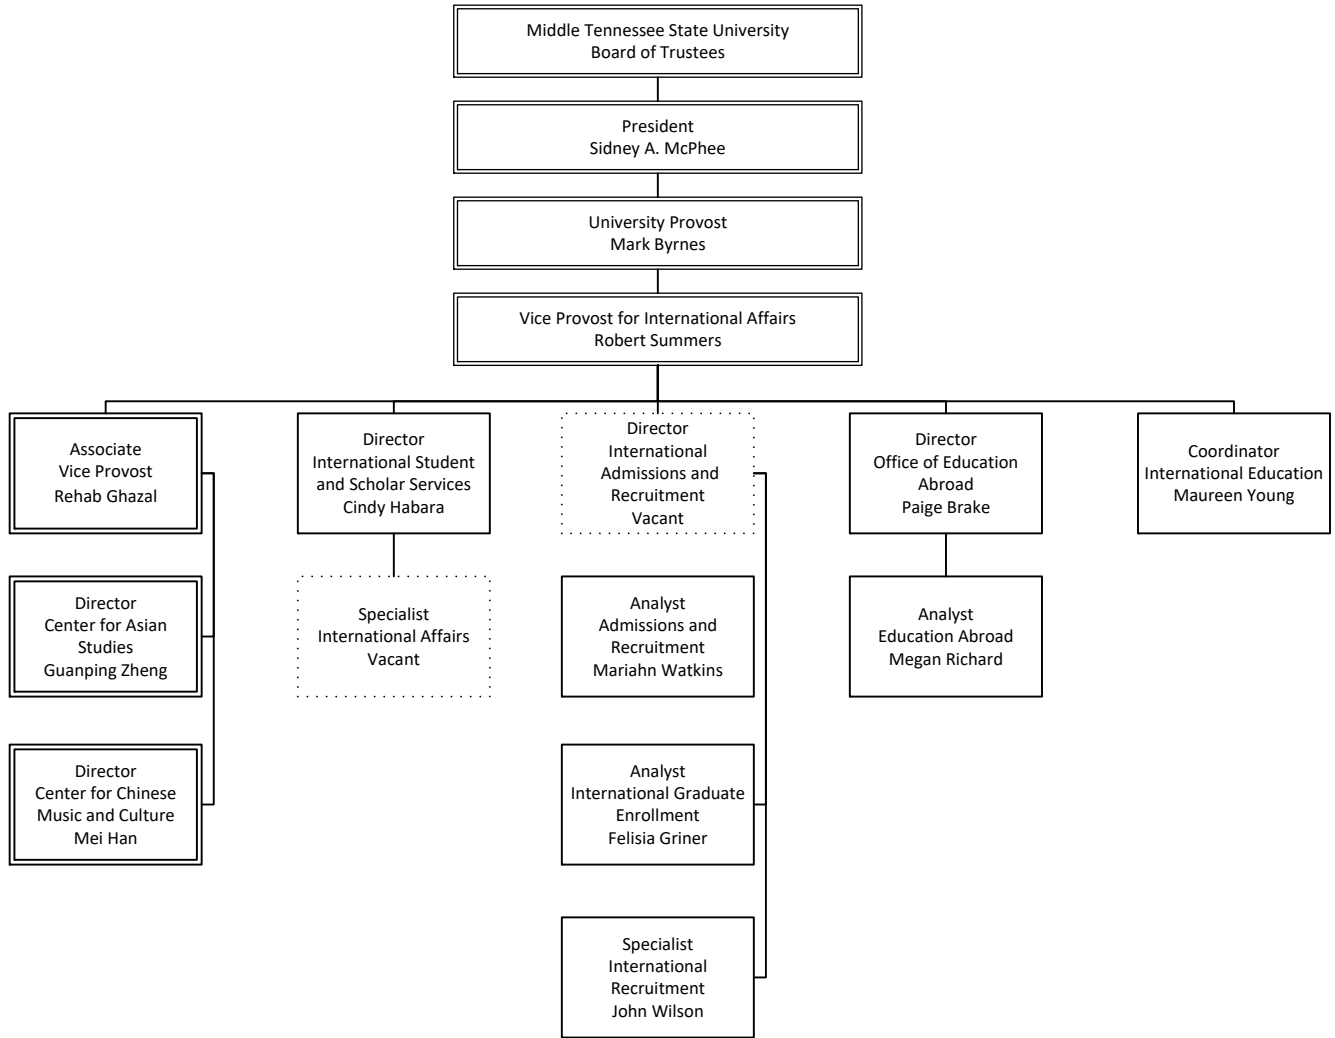 Middle Tennessee State University
Board of Trustees
President
Sidney A. McPhee
University Provost
Mark Byrnes
Vice Provost for International Affairs
Robert Summers
Associate
Vice Provost
Rehab Ghazal
Director
International Student
and Scholar Services
Cindy Habara
Director
International
Admissions and
Recruitment
Vacant
Director
Office of Education
Abroad
Paige Brake
Coordinator
International Education
Maureen Young
Director
Center for Asian
Studies
Guanping Zheng
Specialist
International Affairs
Vacant
Analyst
Admissions and
Recruitment
Mariahn Watkins
Analyst
Education Abroad
Megan Richard
Director
Center for Chinese
Music and Culture
Mei Han
Analyst
International Graduate
Enrollment
Felisia Griner
Specialist
International
Recruitment
John Wilson